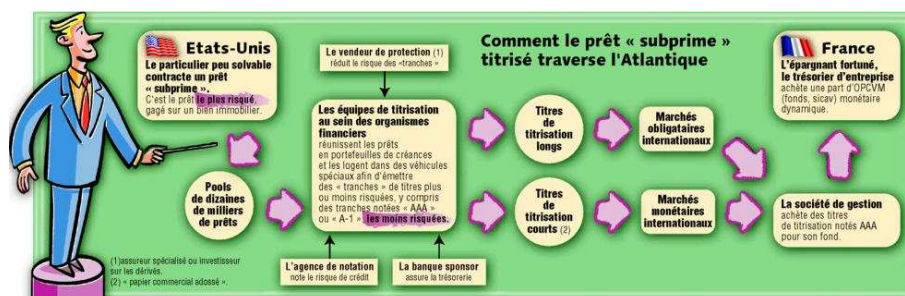 Comment le prêt « subprime »
titrisé traverse l'Atlantique
Etats-Unis
Le particulier peu solvable
contracte un prêt
« subprime ».
C'est le prêt le plus risqué,
gagé sur un bien immobilier.
Pools
de dizaines
de milliers
de prêts
Le vendeur de protection (1)
réduit le risque des «tranches »
Les équipes de titrisation
au sein des organismes
financiers
réunissent les prêts
en portefeuilles de créances
et les logent dans des véhicules
spéciaux afin d'émettre
des « tranches » de titres plus
ou moins risquées, y compris
des tranches notées « AAA »
ou « A-1 » les moins risquées.
L'agence de notation
note le risque de crédit
La banque sponsor
assure la trésorerie
Titres
de
titrisation
longs
Marchés
obligataires
internationaux
Titres
de
titrisation
courts (2)
Marchés
monétaires
internationaux
France
L'épargnant fortuné,
le trésorier d'entreprise
achète une part d'OPCVM
(fonds, sicav) monétaire
dynamique.
La société de gestion
achète des titres
de titrisation notés AAA
pour son fond.
(1)assureur spécialisé ou investisseur
sur les dérivés.
(2) « papier commercial adossé ».